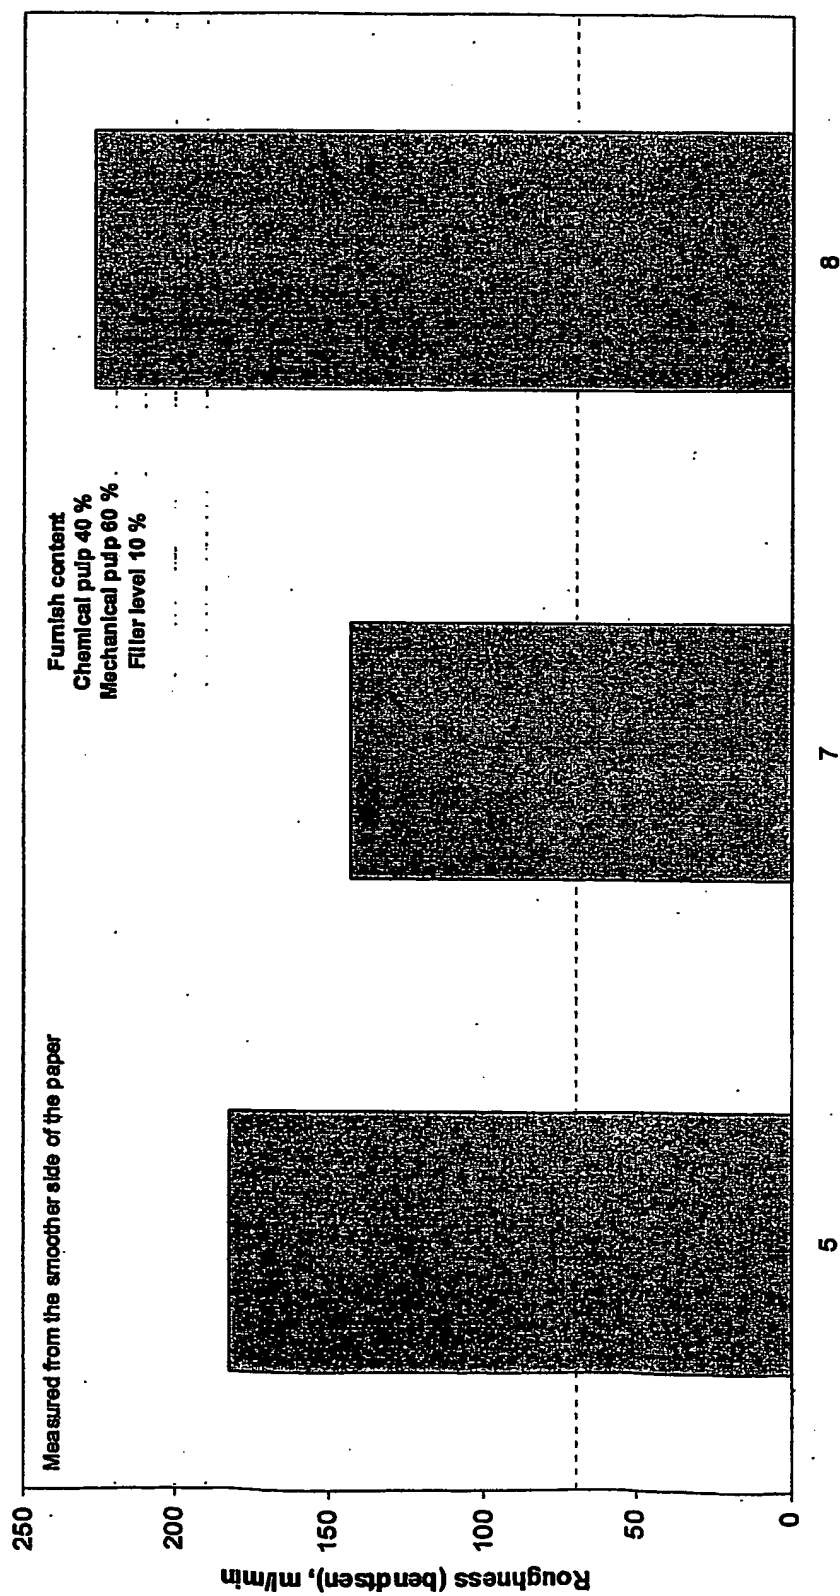 Measured from the smoother side of the paper
Furnish content
Chemical pulp 40 %
Mechanical pulp 60 %
Filler level 10 %
Roughness (bendtsen), ml/min
250
200
150
100
50
0
5
7
8